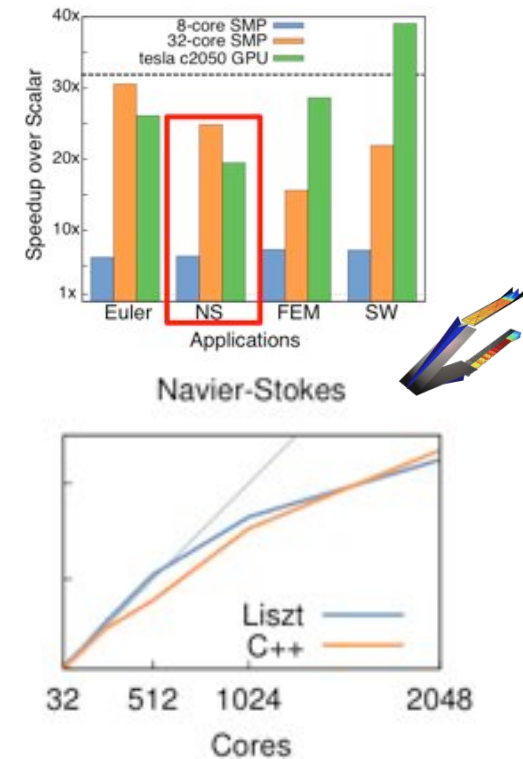 40x
8-core SMP
32-core SMP
tesla c2050 GPU
30x
20x
10x
1x
Speedup over Scalar
Euler NS FEM SW
Applications
Navier-Stokes
Liszt
C++
32 512 1024 2048
Cores